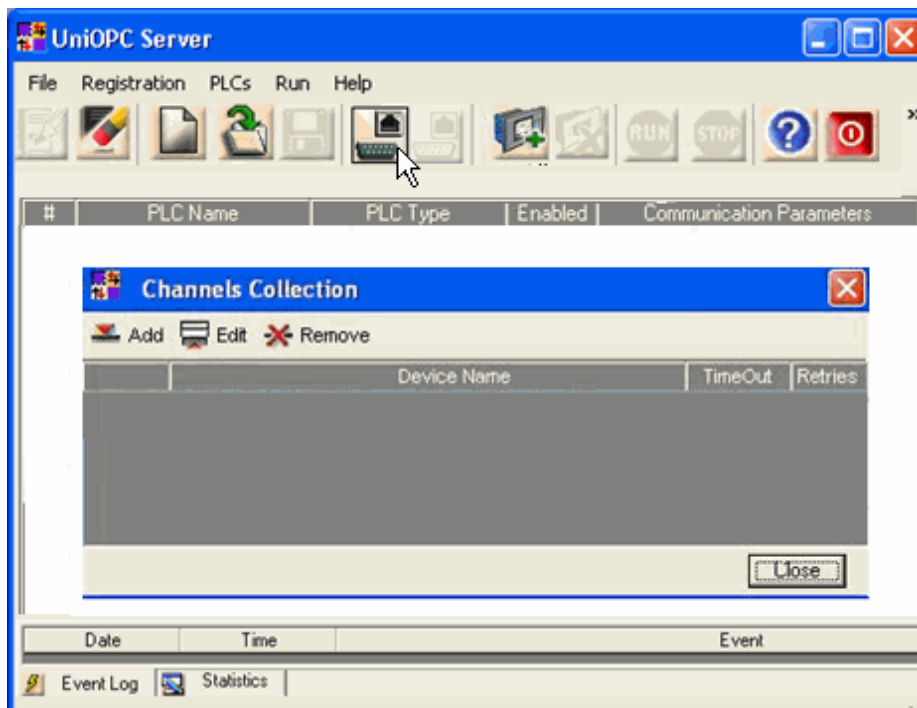 UniOPC Server
File Registration PLCs Run Help
RUN STOP ? »
# PLC Name PLC Type Enabled Communication Parameters
Channels Collection
Add Edit Remove
Device Name TimeOut Retries
Close
Date Time Event
Event Log Statistics